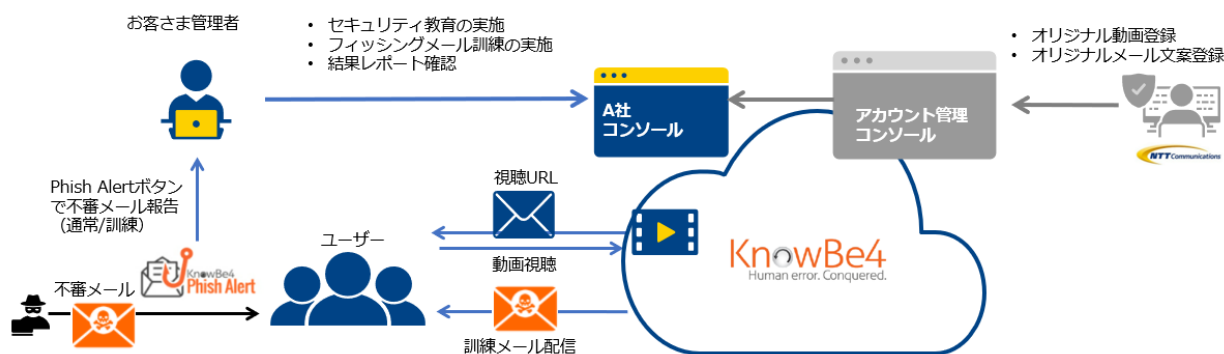 お客さま管理者
• セキュリティ教育の実施
• フィッシングメール訓練の実施
• 結果レポート確認
• オリジナル動画登録
• オリジナルメール文案登録
A社
コンソール
アカウント管理
コンソール
NTT Communications
Phish Alertボタン
で不審メール報告
（通常/訓練）
視聴URL
ユーザー
動画視聴
KnowBe4
Human error. Conquered.
KnowBe4
Phish Alert
不審メール
訓練メール配信